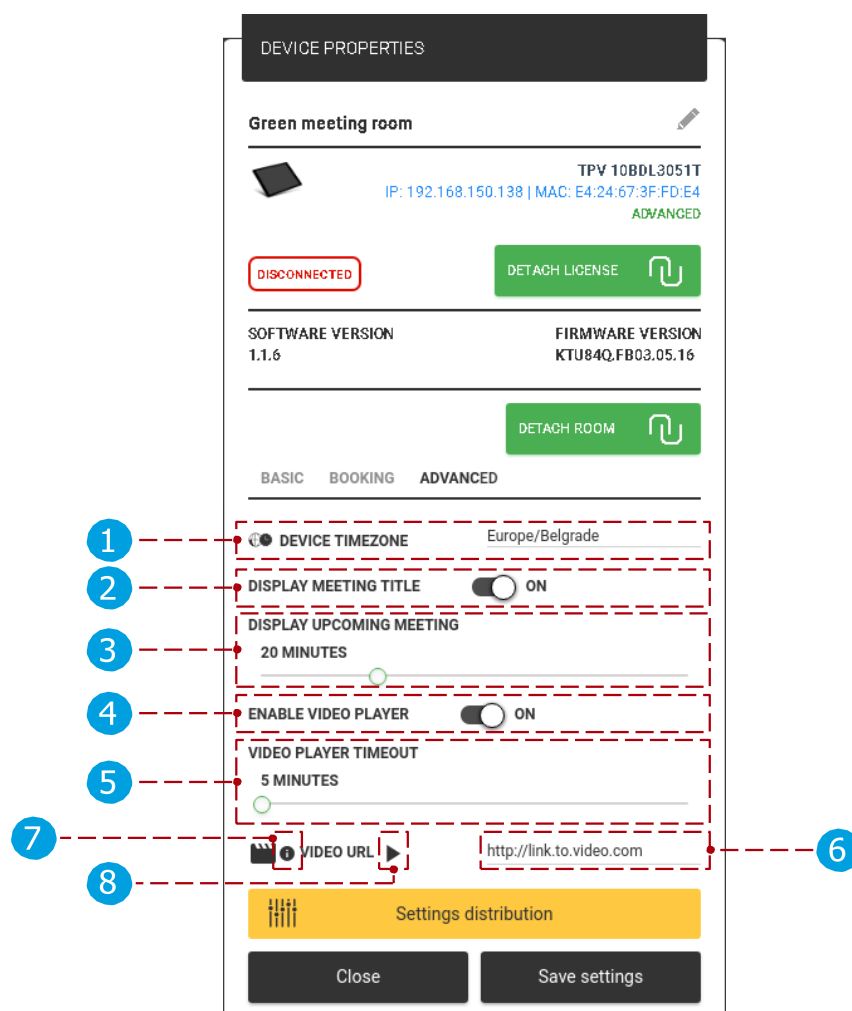 DEVICE PROPERTIES
Green meeting room
TPV 10BDL3051T
IP: 192.168.150.138 | MAC: E4:24:67:3F:FD:E4
ADVANCED
DISCONNECTED
DETACH LICENSE
SOFTWARE VERSION FIRMWARE VERSION
1.1.6 KTU84Q.FB03.05.16
DETACH ROOM
BASIC BOOKING ADVANCED
1 DEVICE TIMEZONE Europe/Belgrade
2 DISPLAY MEETING TITLE ON
DISPLAY UPCOMING MEETING
3 20 MINUTES
4 ENABLE VIDEO PLAYER ON
VIDEO PLAYER TIMEOUT
5 5 MINUTES
7 VIDEO URL http://link.to.video.com 6
8
Settings distribution
Close Save settings